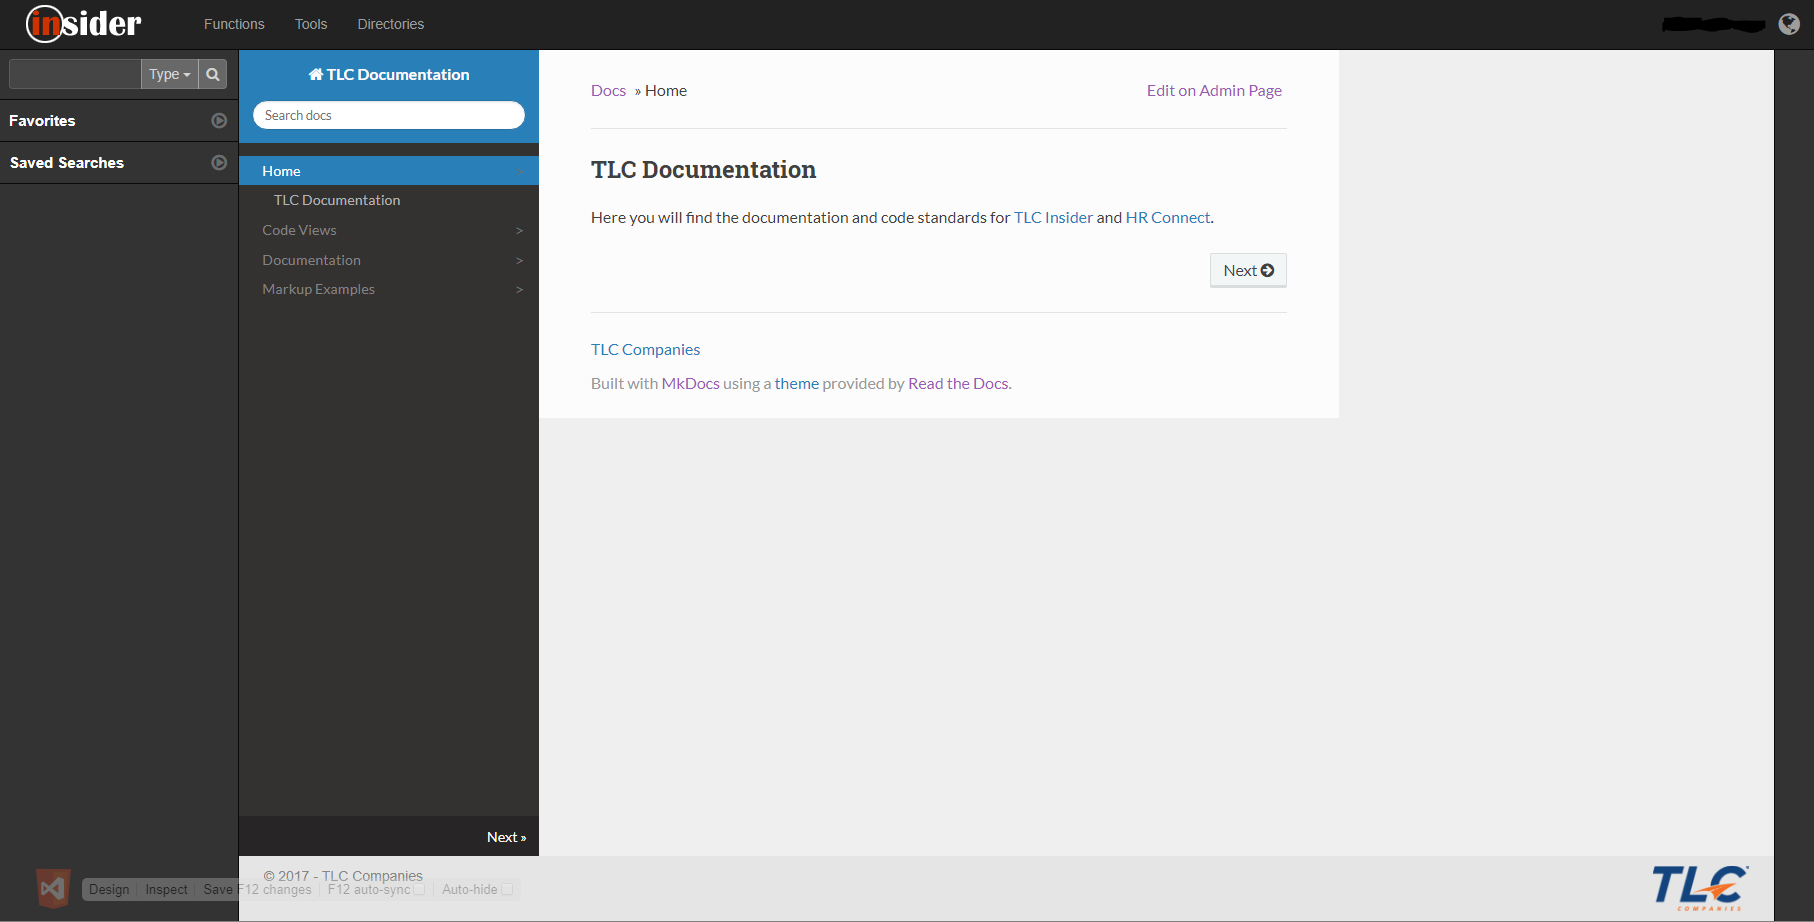 insider Functions Tools Directories
Type
Favorites
Saved Searches
TLC Documentation
Search docs
Home
TLC Documentation
Code Views >
Documentation >
Markup Examples >
Next »
Docs » Home Edit on Admin Page
TLC Documentation
Here you will find the documentation and code standards for TLC Insider and HR Connect.
Next
TLC Companies
Built with MkDocs using a theme provided by Read the Docs.
© 2017 - TLC Companies
Design Inspect Save F12 changes F12 auto-sync Auto-hide
TLC
COMPANIES